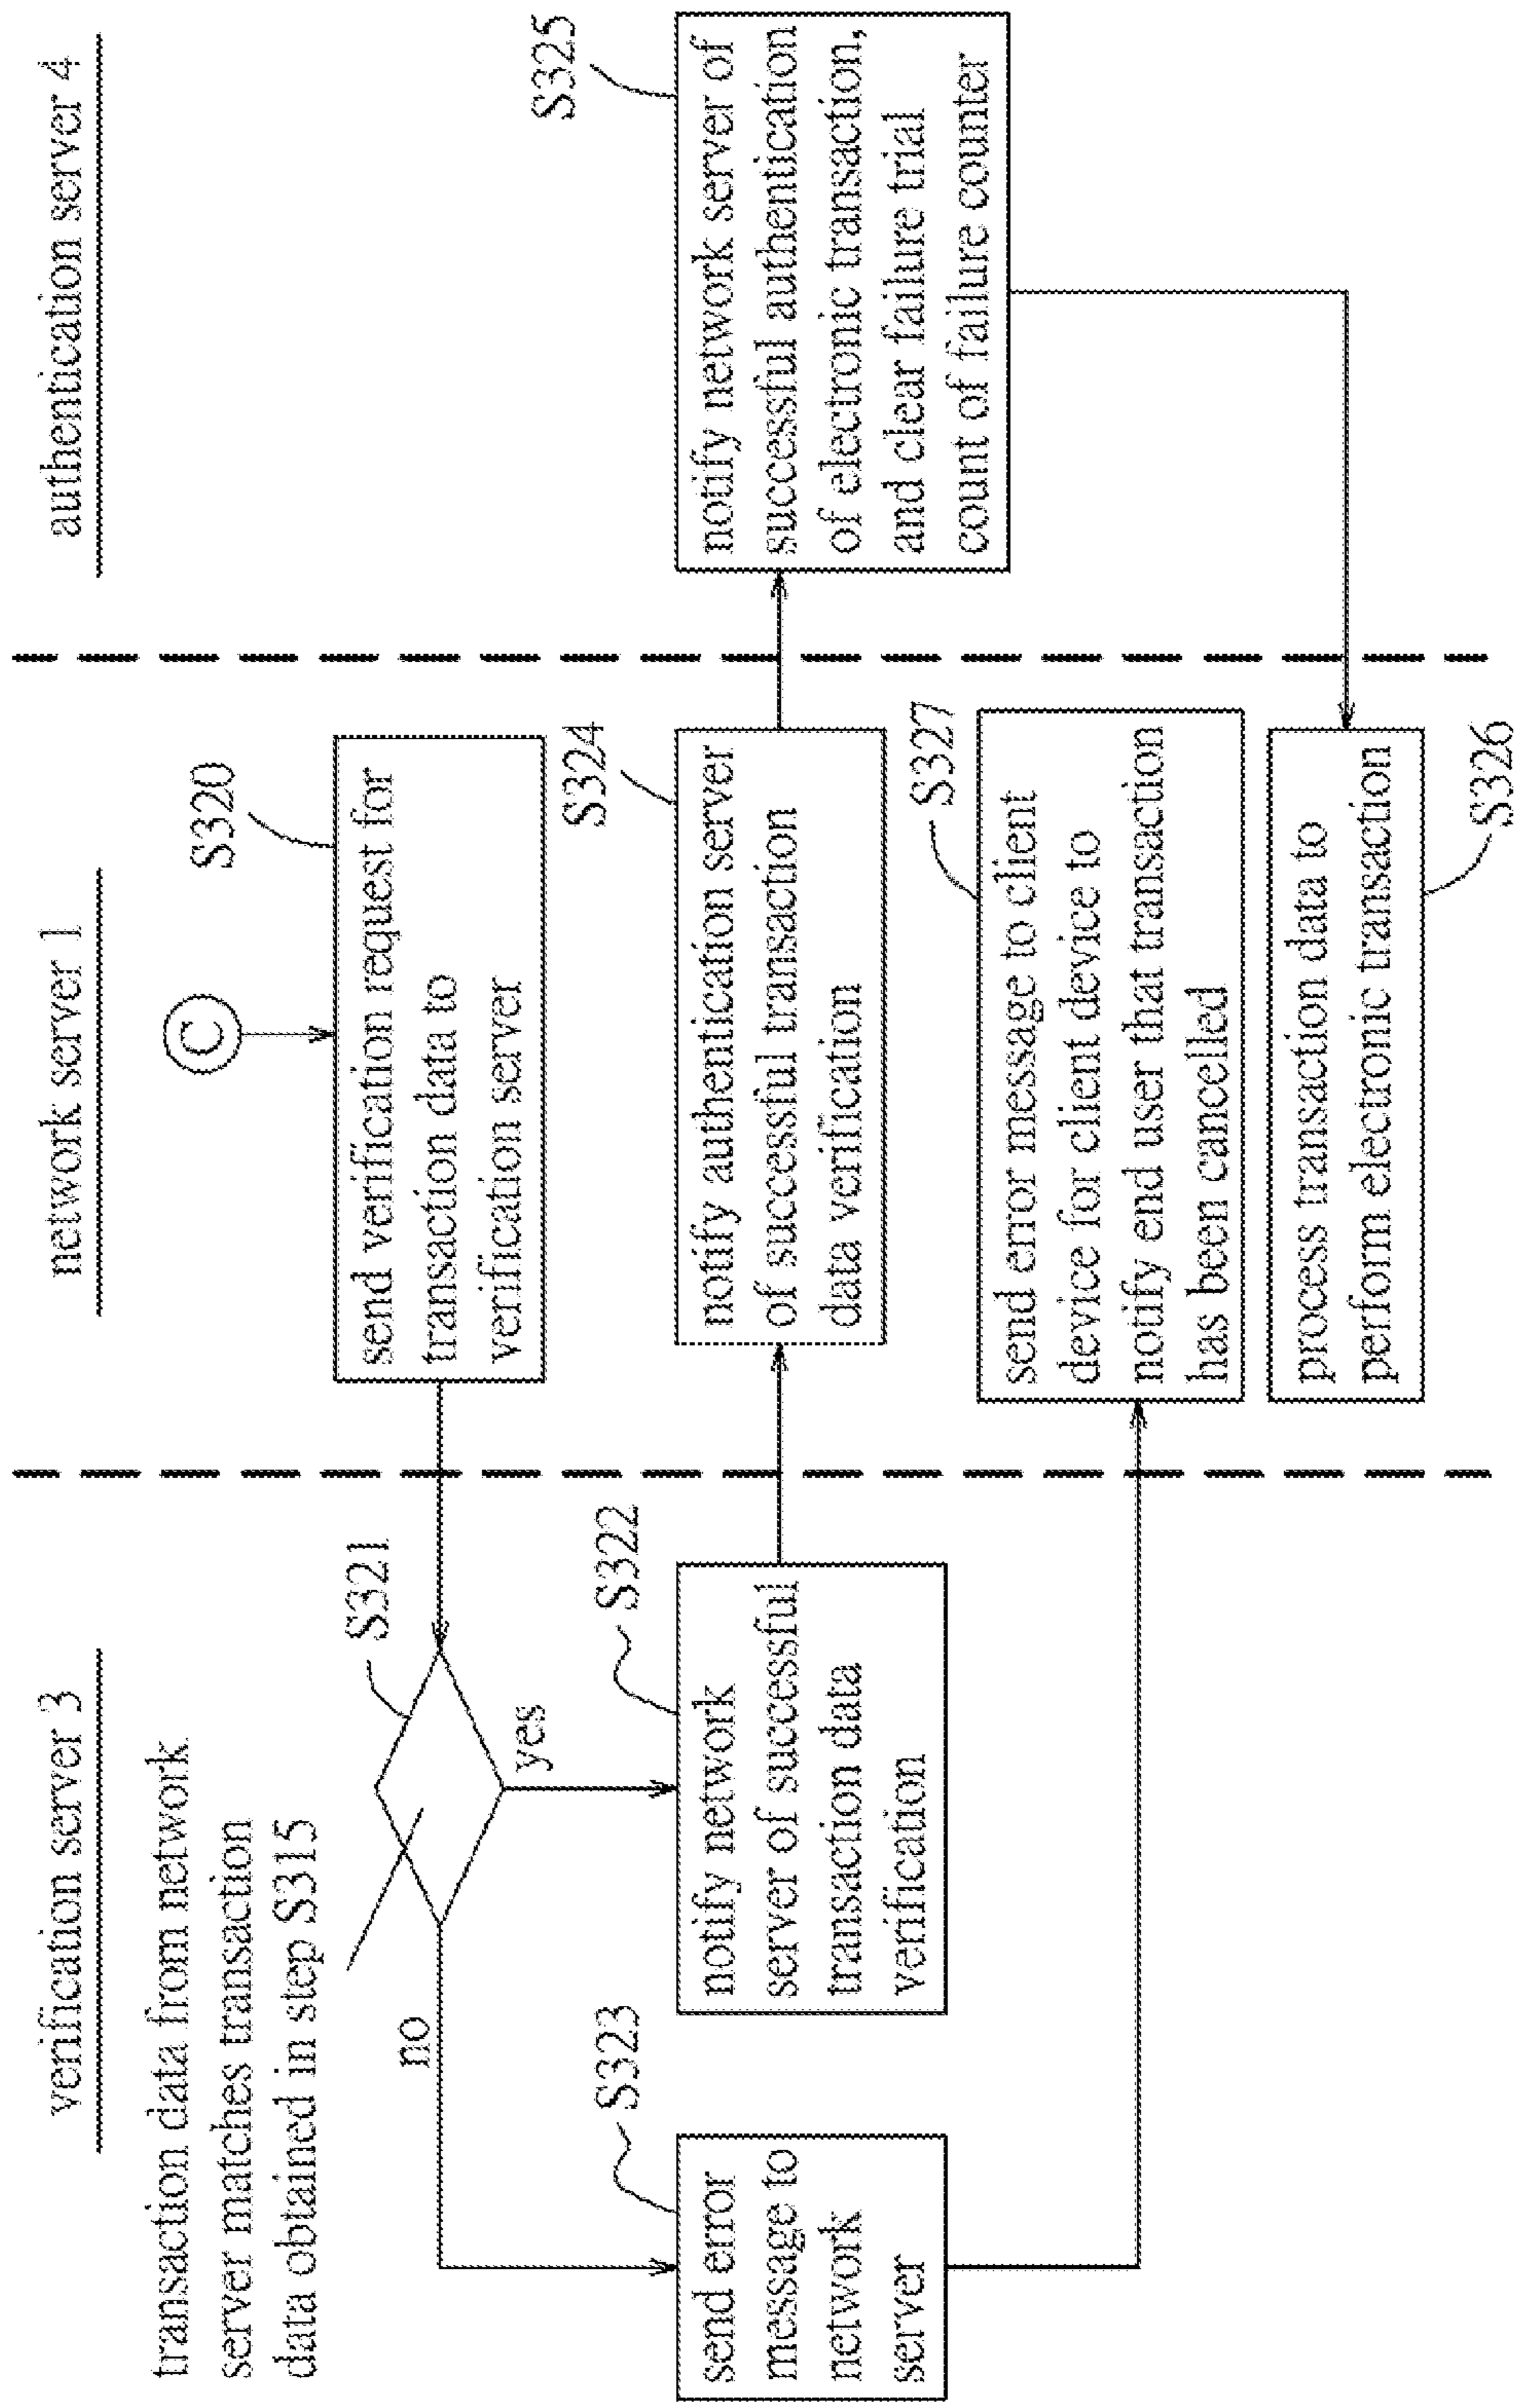 verification server 3
network server 1
authentication server 4
transaction data from network
server matches transaction
data obtained in step S315
C
S320
send verification request for
transaction data to
verification server
S321
no
yes
S323
send error
message to
network
server
S322
notify network
server of successful
transaction data
verification
S324
notify authentication server
of successful transaction
data verification
S325
notify network server of
successful authentication
of electronic transaction,
and clear failure trial
count of failure counter
S327
send error message to client
device for client device to
notify end user that transaction
has been cancelled
process transaction data to
perform electronic transaction
S326